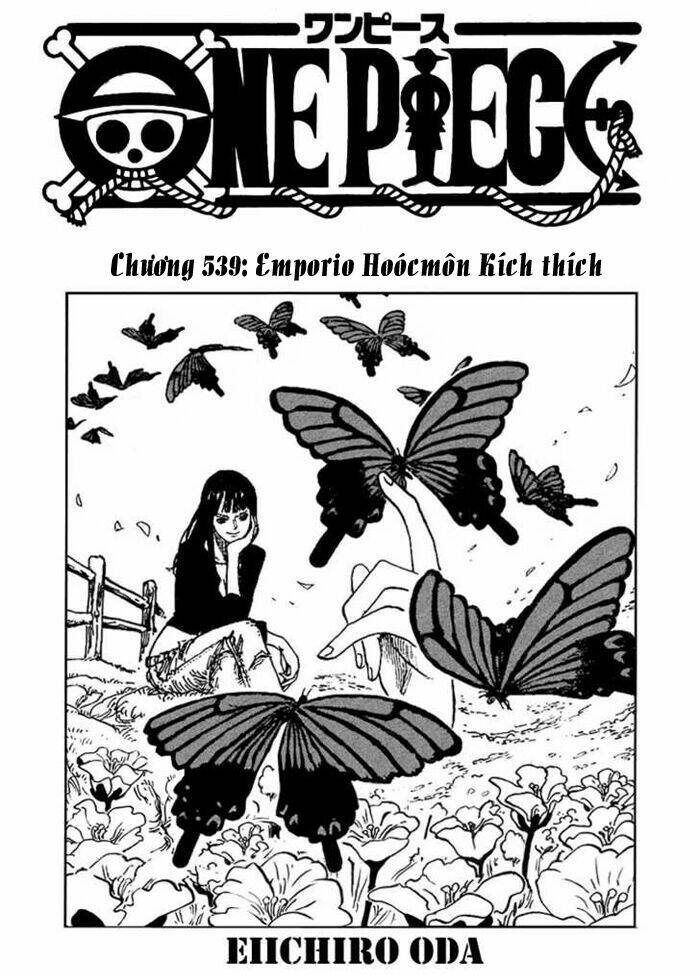 ワンピース
ONE PIECE
Chương 539: Emporio Hoócmôn Kích thích
EIICHIRO ODA